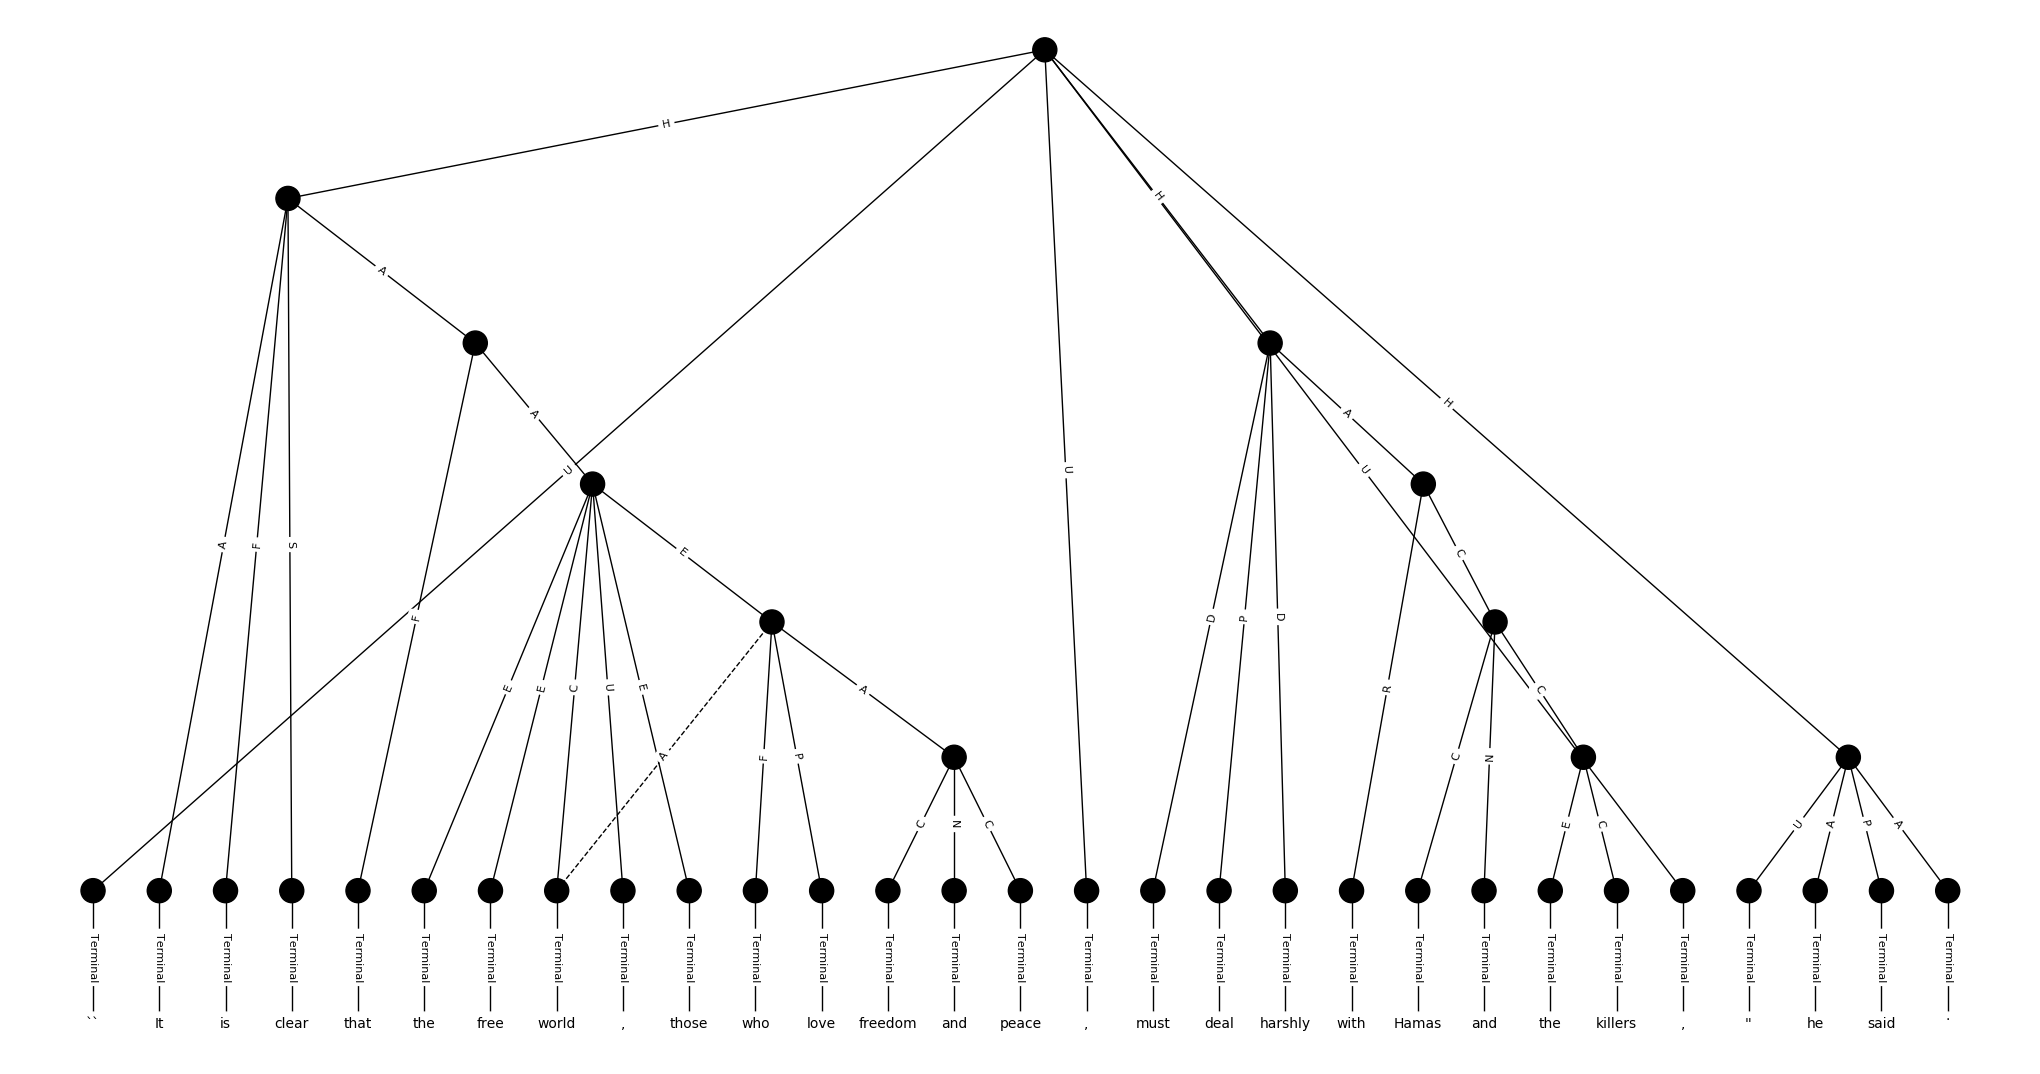 H
A
H
A
H
A
U
U
U
A
F
S
E
C
F
D
P
D
E
E
C
U
E
A
R
C
A
F
P
C
N
C
N
C
E
C
U
A
P
A
Terminal Terminal Terminal Terminal Terminal Terminal Terminal Terminal Terminal Terminal Terminal Terminal Terminal Terminal Terminal Terminal Terminal Terminal Terminal Terminal Terminal Terminal Terminal Terminal Terminal Terminal Terminal Terminal Terminal
`` It is clear that the free world , those who love freedom and peace , must deal harshly with Hamas and the killers , " he said .